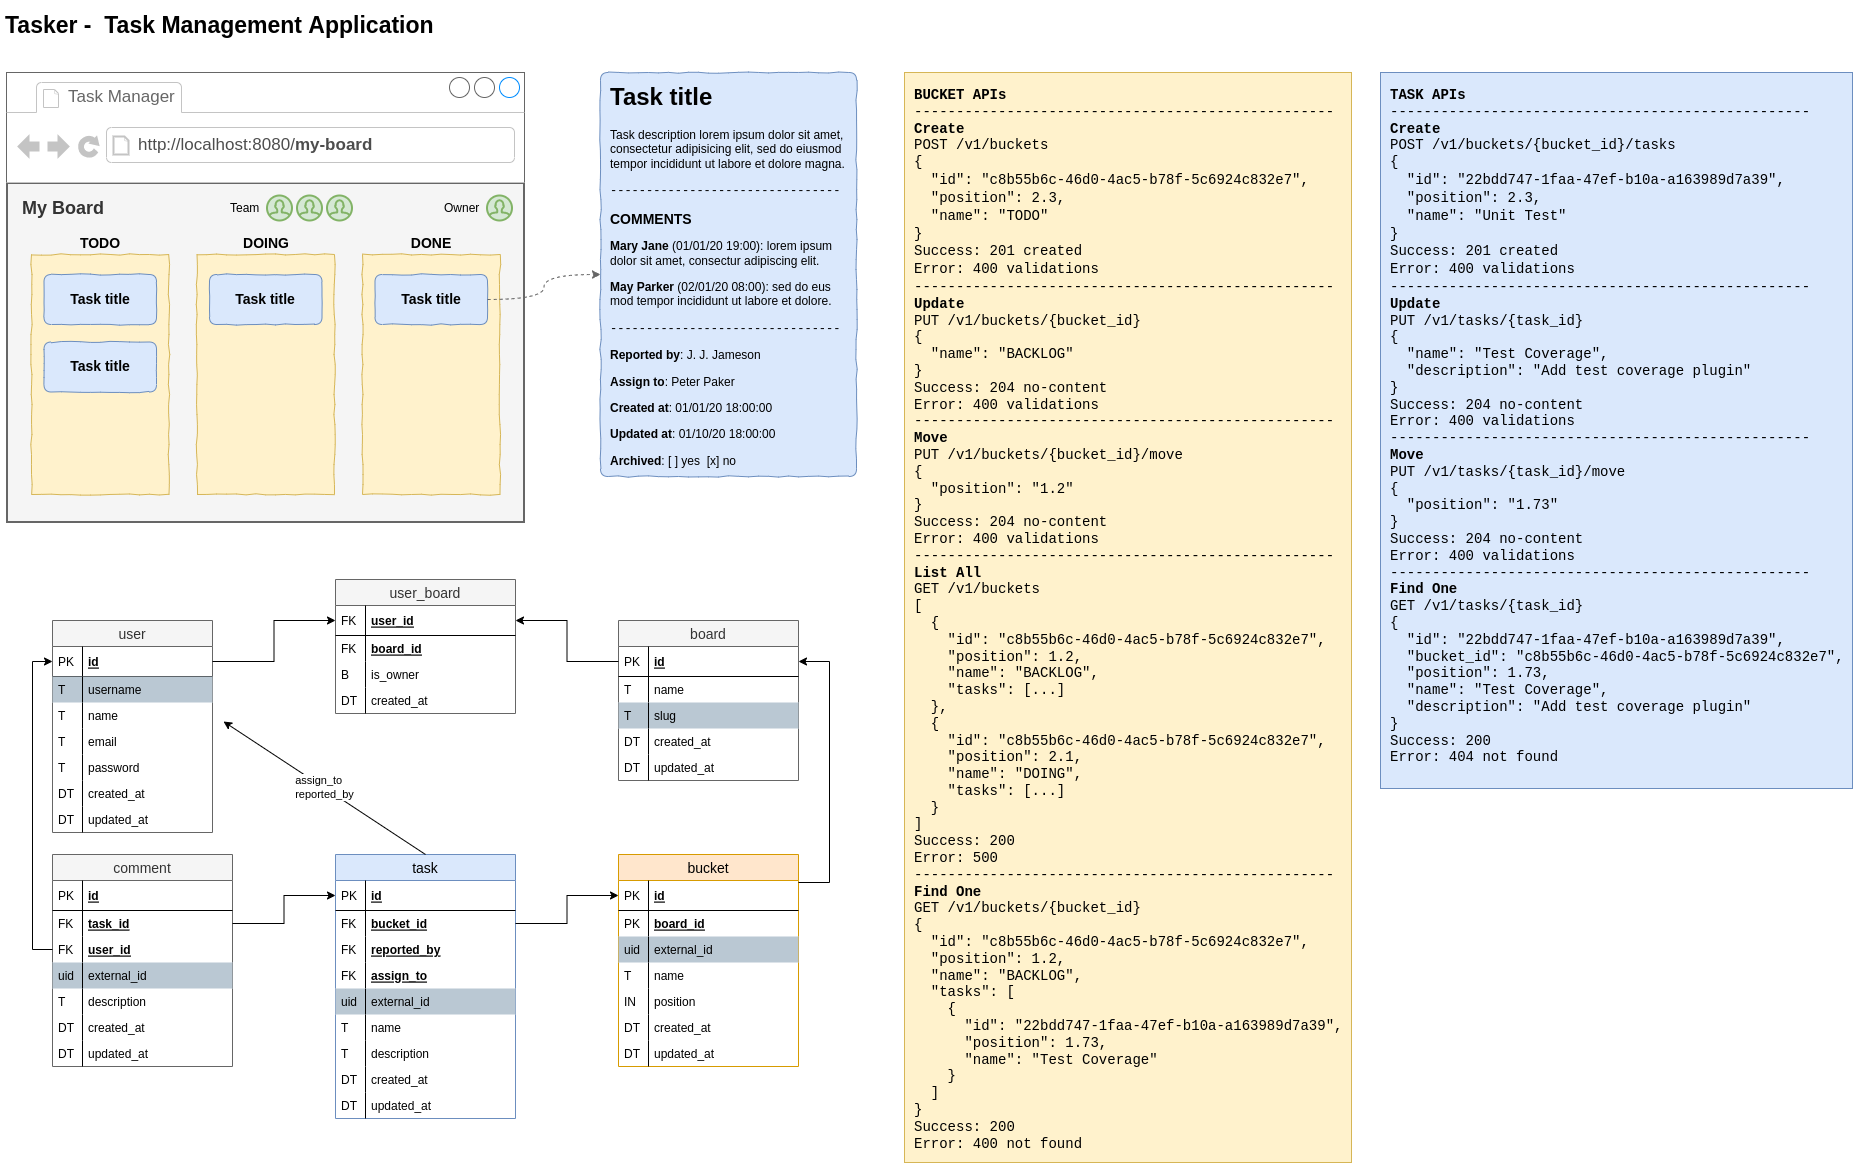 Tasker -  Task Management Application
Task Manager
http://localhost:8080/my-board
My Board
Team
Owner
TODO
DOING
DONE
Task title
Task title
Task title
Task title
Task title
Task description lorem ipsum dolor sit amet,
consectetur adipisicing elit, sed do eiusmod
tempor incididunt ut labore et dolore magna.
--------------------------------
COMMENTS
Mary Jane (01/01/20 19:00): lorem ipsum
dolor sit amet, consectur adipiscing elit.
May Parker (02/01/20 08:00): sed do eus
mod tempor incididunt ut labore et dolore.
--------------------------------
Reported by: J. J. Jameson
Assign to: Peter Paker
Created at: 01/01/20 18:00:00
Updated at: 01/10/20 18:00:00
Archived: [ ] yes  [x] no
user
PK id
T username
T name
T email
T password
DT created_at
DT updated_at
user_board
FK user_id
FK board_id
B is_owner
DT created_at
board
PK id
T name
T slug
DT created_at
DT updated_at
assign_to
reported_by
comment
PK id
FK task_id
FK user_id
uid external_id
T description
DT created_at
DT updated_at
task
PK id
FK bucket_id
FK reported_by
FK assign_to
uid external_id
T name
T description
DT created_at
DT updated_at
bucket
PK id
PK board_id
uid external_id
T name
IN position
DT created_at
DT updated_at
BUCKET APIs
--------------------------------------------------
Create
POST /v1/buckets
{
  "id": "c8b55b6c-46d0-4ac5-b78f-5c6924c832e7",
  "position": 2.3,
  "name": "TODO"
}
Success: 201 created
Error: 400 validations
--------------------------------------------------
Update
PUT /v1/buckets/{bucket_id}
{
  "name": "BACKLOG"
}
Success: 204 no-content
Error: 400 validations
--------------------------------------------------
Move
PUT /v1/buckets/{bucket_id}/move
{
  "position": "1.2"
}
Success: 204 no-content
Error: 400 validations
--------------------------------------------------
List All
GET /v1/buckets
[
  {
    "id": "c8b55b6c-46d0-4ac5-b78f-5c6924c832e7",
    "position": 1.2,
    "name": "BACKLOG",
    "tasks": [...]
  },
  {
    "id": "c8b55b6c-46d0-4ac5-b78f-5c6924c832e7",
    "position": 2.1,
    "name": "DOING",
    "tasks": [...]
  }
]
Success: 200
Error: 500
--------------------------------------------------
Find One
GET /v1/buckets/{bucket_id}
{
  "id": "c8b55b6c-46d0-4ac5-b78f-5c6924c832e7",
  "position": 1.2,
  "name": "BACKLOG",
  "tasks": [
    {
      "id": "22bdd747-1faa-47ef-b10a-a163989d7a39",
      "position": 1.73,
      "name": "Test Coverage"
    }
  ]
}
Success: 200
Error: 400 not found
TASK APIs
--------------------------------------------------
Create
POST /v1/buckets/{bucket_id}/tasks
{
  "id": "22bdd747-1faa-47ef-b10a-a163989d7a39",
  "position": 2.3,
  "name": "Unit Test"
}
Success: 201 created
Error: 400 validations
--------------------------------------------------
Update
PUT /v1/tasks/{task_id}
{
  "name": "Test Coverage",
  "description": "Add test coverage plugin"
}
Success: 204 no-content
Error: 400 validations
--------------------------------------------------
Move
PUT /v1/tasks/{task_id}/move
{
  "position": "1.73"
}
Success: 204 no-content
Error: 400 validations
--------------------------------------------------
Find One
GET /v1/tasks/{task_id}
{
  "id": "22bdd747-1faa-47ef-b10a-a163989d7a39",
  "bucket_id": "c8b55b6c-46d0-4ac5-b78f-5c6924c832e7",
  "position": 1.73,
  "name": "Test Coverage",
  "description": "Add test coverage plugin"
}
Success: 200
Error: 404 not found